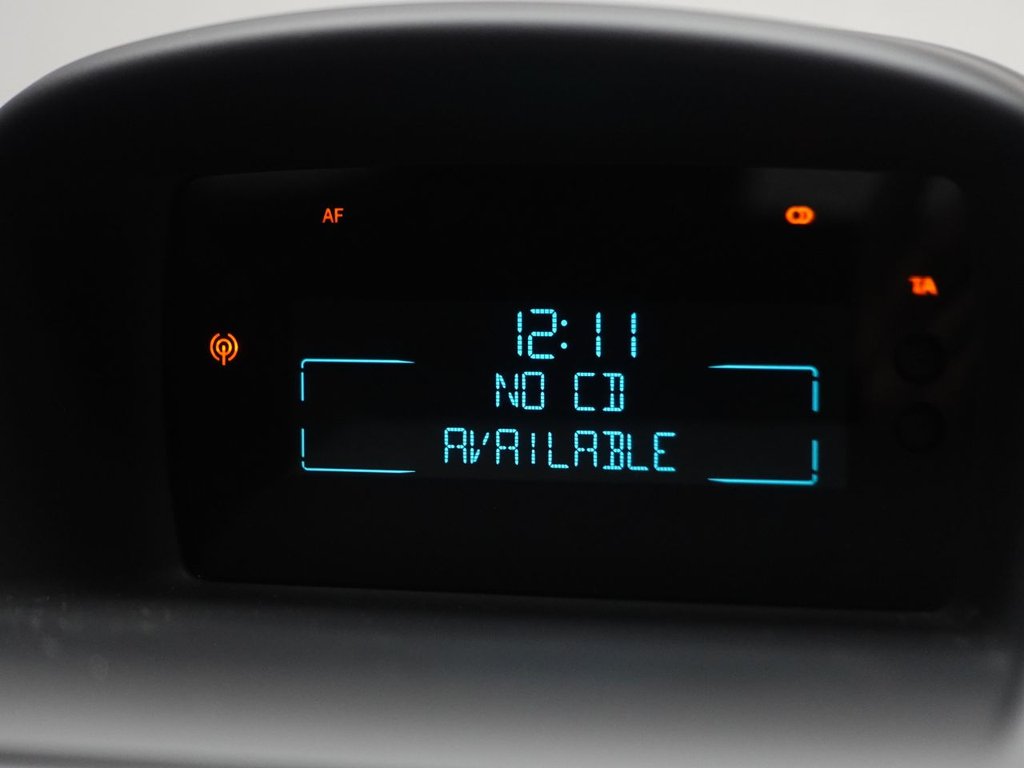 AF
TA
12:11
NO CD
AVAILABLE